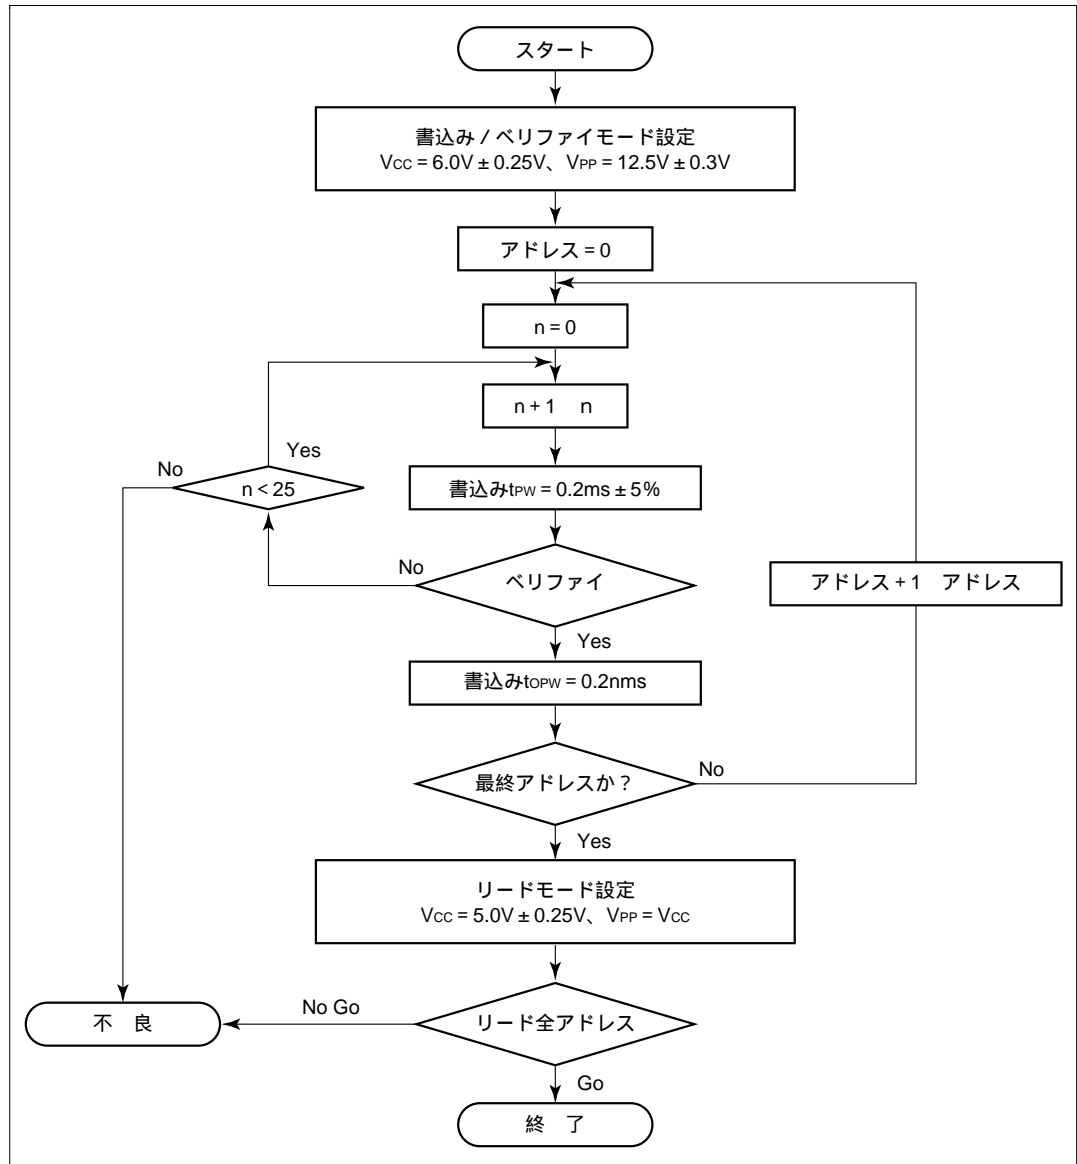 スタート
書込み / ベリファイモード設定
VCC = 6.0V ± 0.25V、VPP = 12.5V ± 0.3V
アドレス = 0
n = 0
n + 1　n
Yes
No
n < 25
書込みtPW = 0.2ms ± 5%
No
ベリファイ
アドレス + 1　アドレス
Yes
書込みtOPW = 0.2nms
最終アドレスか？
No
Yes
リードモード設定
VCC = 5.0V ± 0.25V、VPP = VCC
不　良
No Go
リード全アドレス
Go
終　了